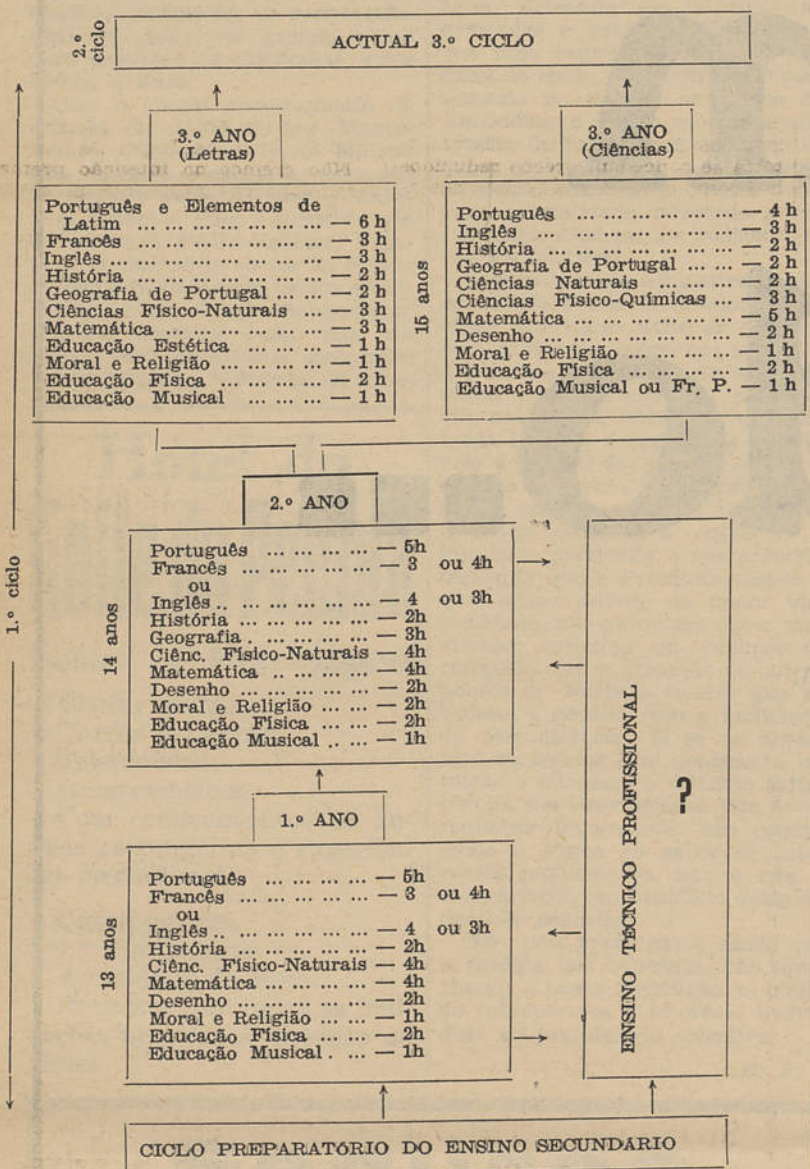 2.º ciclo
ACTUAL 3.º CICLO
3.º ANO
(Letras)
Português e Elementos de
Latim ... ... ... ... ... ... ... — 6 h
Francês ... ... ... ... ... ... ... — 3 h
Inglês ... ... ... ... ... ... ... ... — 3 h
História ... ... ... ... ... ... ... — 2 h
Geografia de Portugal ... ... — 2 h
Ciências Físico-Naturais ... — 3 h
Matemática ... ... ... ... ... ... — 3 h
Educação Estética ... ... ... — 1 h
Moral e Religião ... ... ... ... — 1 h
Educação Física ... ... ... ... — 2 h
Educação Musical ... ... ... — 1 h
15 anos
3.º ANO
(Ciências)
Português ... ... ... ... ... ... — 4 h
Inglês ... ... ... ... ... ... ... — 3 h
História ... ... ... ... ... ... ... — 2 h
Geografia de Portugal ... ... — 2 h
Ciências Naturais ... ... ... — 2 h
Ciências Físico-Químicas ... — 3 h
Matemática ... ... ... ... ... ... — 5 h
Desenho ... ... ... ... ... ... ... — 2 h
Moral e Religião ... ... ... ... — 1 h
Educação Física ... ... ... ... — 2 h
Educação Musical ou Fr. P. — 1 h
1.º ciclo
2.º ANO
14 anos
Português ... ... ... ... — 5h
Francês ... ... ... ... ... — 3 ou 4h
ou
Inglês .. ... ... ... ... ... — 4 ou 3h
História ... ... ... ... ... — 2h
Geografia . ... ... ... ... — 3h
Ciênc. Físico-Naturais — 4h
Matemática .. ... ... ... — 4h
Desenho ... ... ... ... ... — 2h
Moral e Religião ... ... — 2h
Educação Física ... ... — 2h
Educação Musical .. ... — 1h
1.º ANO
13 anos
Português ... ... ... ... — 5h
Francês ... ... ... ... ... — 3 ou 4h
ou
Inglês .. ... ... ... ... ... — 4 ou 3h
História ... ... ... ... ... — 2h
Ciênc. Físico-Naturais — 4h
Matemática ... ... ... ... — 4h
Desenho ... ... ... ... ... — 2h
Moral e Religião ... ... — 1h
Educação Física ... ... — 2h
Educação Musical . ... — 1h
ENSINO TÉCNICO PROFISSIONAL
?
CICLO PREPARATÓRIO DO ENSINO SECUNDÁRIO